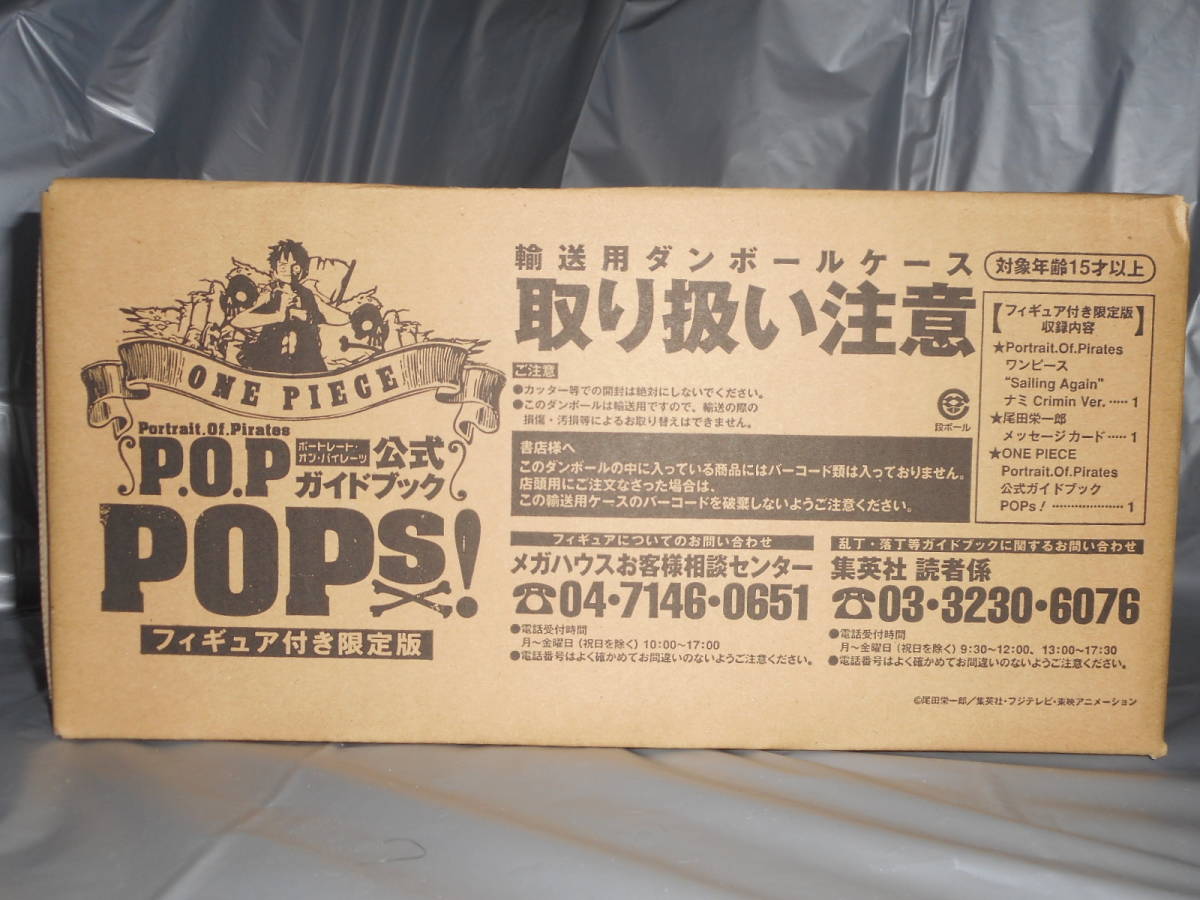 ONE PIECE
Portrait.Of.Pirates
P.O.P
ポートレート・
オブ・パイレーツ
公式
ガイドブック
POPs!
フィギュア付き限定版
輸送用ダンボールケース
取り扱い注意
ご注意
●カッター等での開封は絶対にしないでください。
●このダンボールは輸送用ですので、輸送の際の
損傷・汚損等によるお取り替えはできません。
段ボール
書店様へ
このダンボールの中に入っている商品にはバーコード類は入っておりません。
店頭用にご注文なさった場合は、
この輸送用ケースのバーコードを破棄しないようご注意ください。
対象年齢15才以上
【フィギュア付き限定版
収録内容】
★Portrait.Of.Pirates
ワンピース
"Sailing Again"
ナミ Crimin Ver. ····· 1
★尾田栄一郎
メッセージカード ····· 1
★ONE PIECE
Portrait.Of.Pirates
公式ガイドブック
POPs! ···················· 1
フィギュアについてのお問い合わせ
メガハウスお客様相談センター
☎04・7146・0651
●電話受付時間
月〜金曜日（祝日を除く）10:00〜17:00
●電話番号はよく確かめてお間違いのないようご注意ください。
乱丁・落丁等ガイドブックに関するお問い合わせ
集英社 読者係
☎03・3230・6076
●電話受付時間
月〜金曜日（祝日を除く）9:30〜12:00、13:00〜17:30
●電話番号はよく確かめてお間違いのないようご注意ください。
©尾田栄一郎／集英社・フジテレビ・東映アニメーション